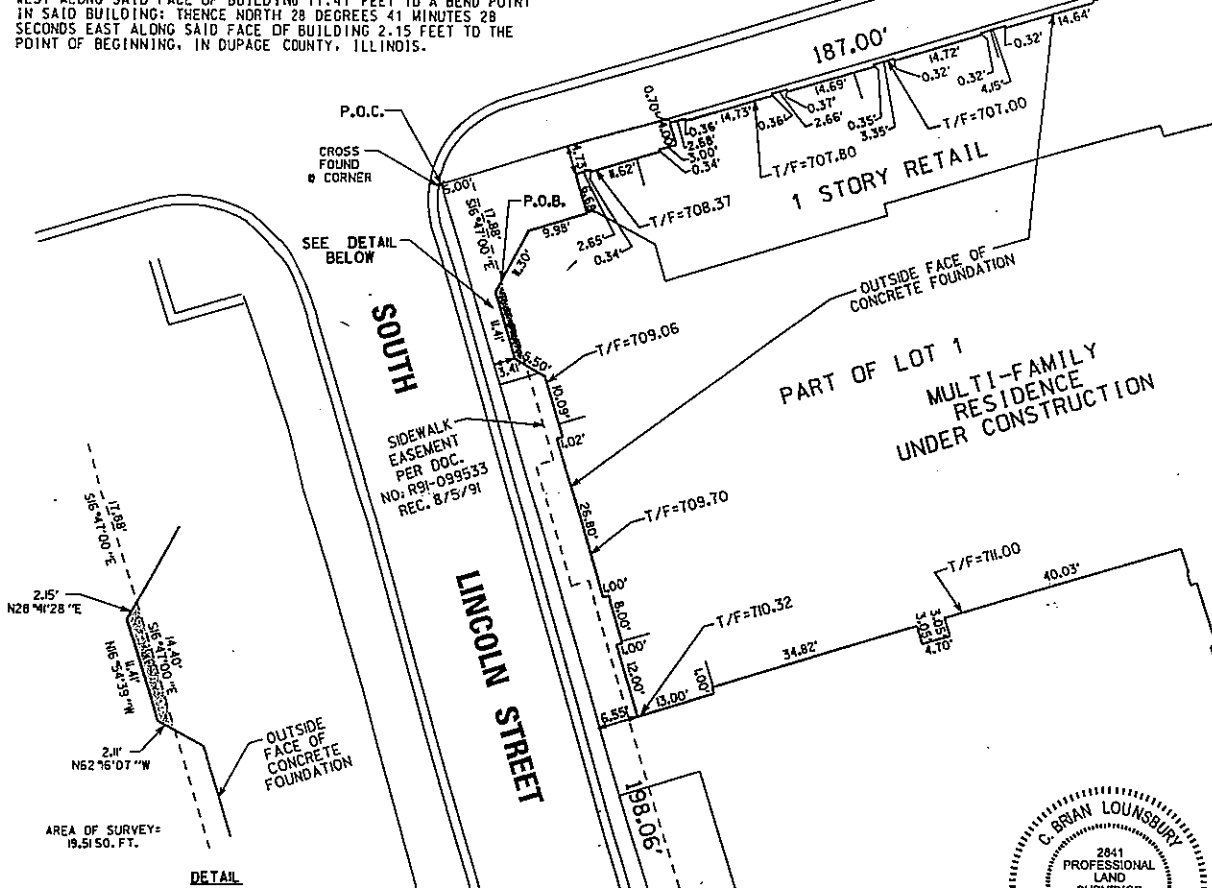 WEST ALONG SAID FACE OF BUILDING 11.41 FEET TO A BEND POINT
IN SAID BUILDING: THENCE NORTH 28 DEGREES 41 MINUTES 28
SECONDS EAST ALONG SAID FACE OF BUILDING 2.15 FEET TO THE
POINT OF BEGINNING, IN DUPAGE COUNTY, ILLINOIS.
187.00'
14.64'
0.32'
14.72'
0.32'
0.32'
4.15'
14.69'
0.37'
2.66'
0.36'
0.35'
3.35'
T/F=707.00
0.70'
4.00'
14.73'
0.36'
2.68'
3.00'
0.34'
T/F=707.80
P.O.C.
CROSS
FOUND
@ CORNER
5.00'
4.73'
11.62'
6.68'
1 STORY RETAIL
T/F=708.37
17.88'
S16°47'00"E
P.O.B.
9.98'
2.65'
0.34'
SEE DETAIL
BELOW
11.30'
OUTSIDE FACE OF
CONCRETE FOUNDATION
SOUTH
11.41'
T/F=709.06
5.50'
3.41'
10.09'
PART OF LOT 1
MULTI-FAMILY
RESIDENCE
UNDER CONSTRUCTION
SIDEWALK
EASEMENT
PER DOC.
NO: R91-099533
REC. 8/5/91
1.02'
26.80'
T/F=709.70
17.88'
S16°47'00"E
LINCOLN STREET
1.00'
8.00'
T/F=711.00
40.03'
T/F=710.32
3.05'
3.05'
4.70'
34.82'
1.00'
12.00'
1.00'
13.00'
6.55'
198.06'
2.15'
N28°41'28"E
14.40'
S16°47'00"E
11.41'
N16°54'39"W
2.11'
N62°16'07"W
OUTSIDE
FACE OF
CONCRETE
FOUNDATION
AREA OF SURVEY=
19.51 SQ. FT.
DETAIL
C. BRIAN LOUNSBURY
2841
PROFESSIONAL
LAND